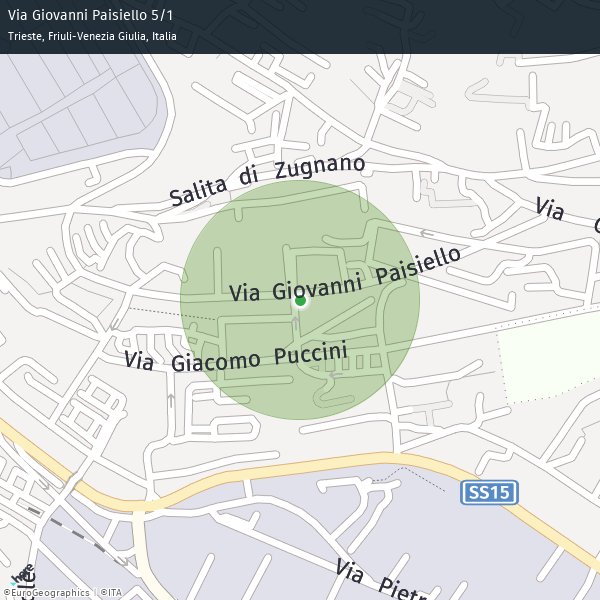 Via Giovanni Paisiello 5/1
Trieste, Friuli-Venezia Giulia, Italia
Salita di Zugnano
Via
Via Giovanni Paisiello
Via Giacomo Puccini
SS15
Via Pietr
here
©EuroGeographics | ©ITA